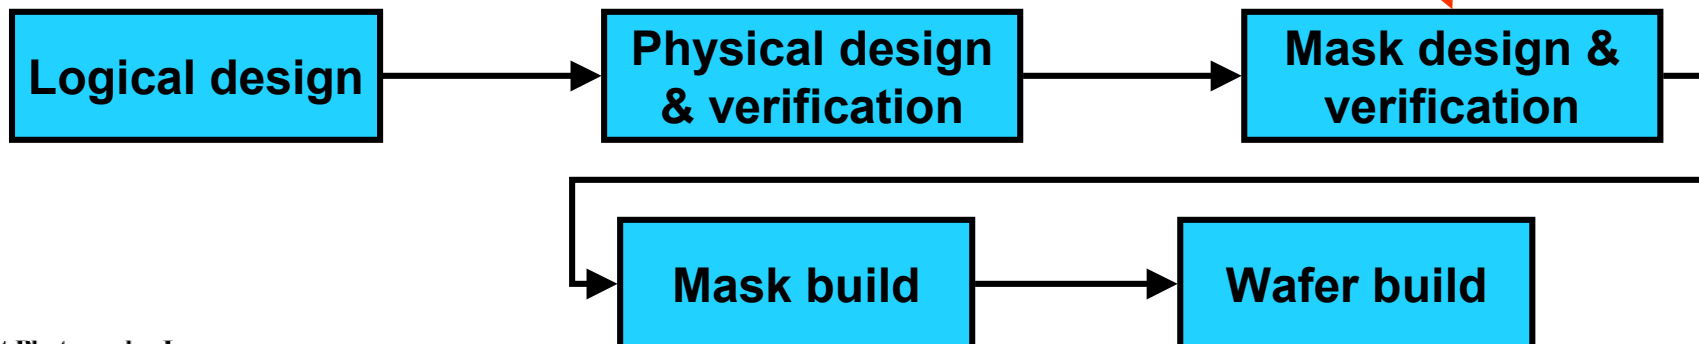 Logical design
Physical design
& verification
Mask design &
verification
Mask build
Wafer build